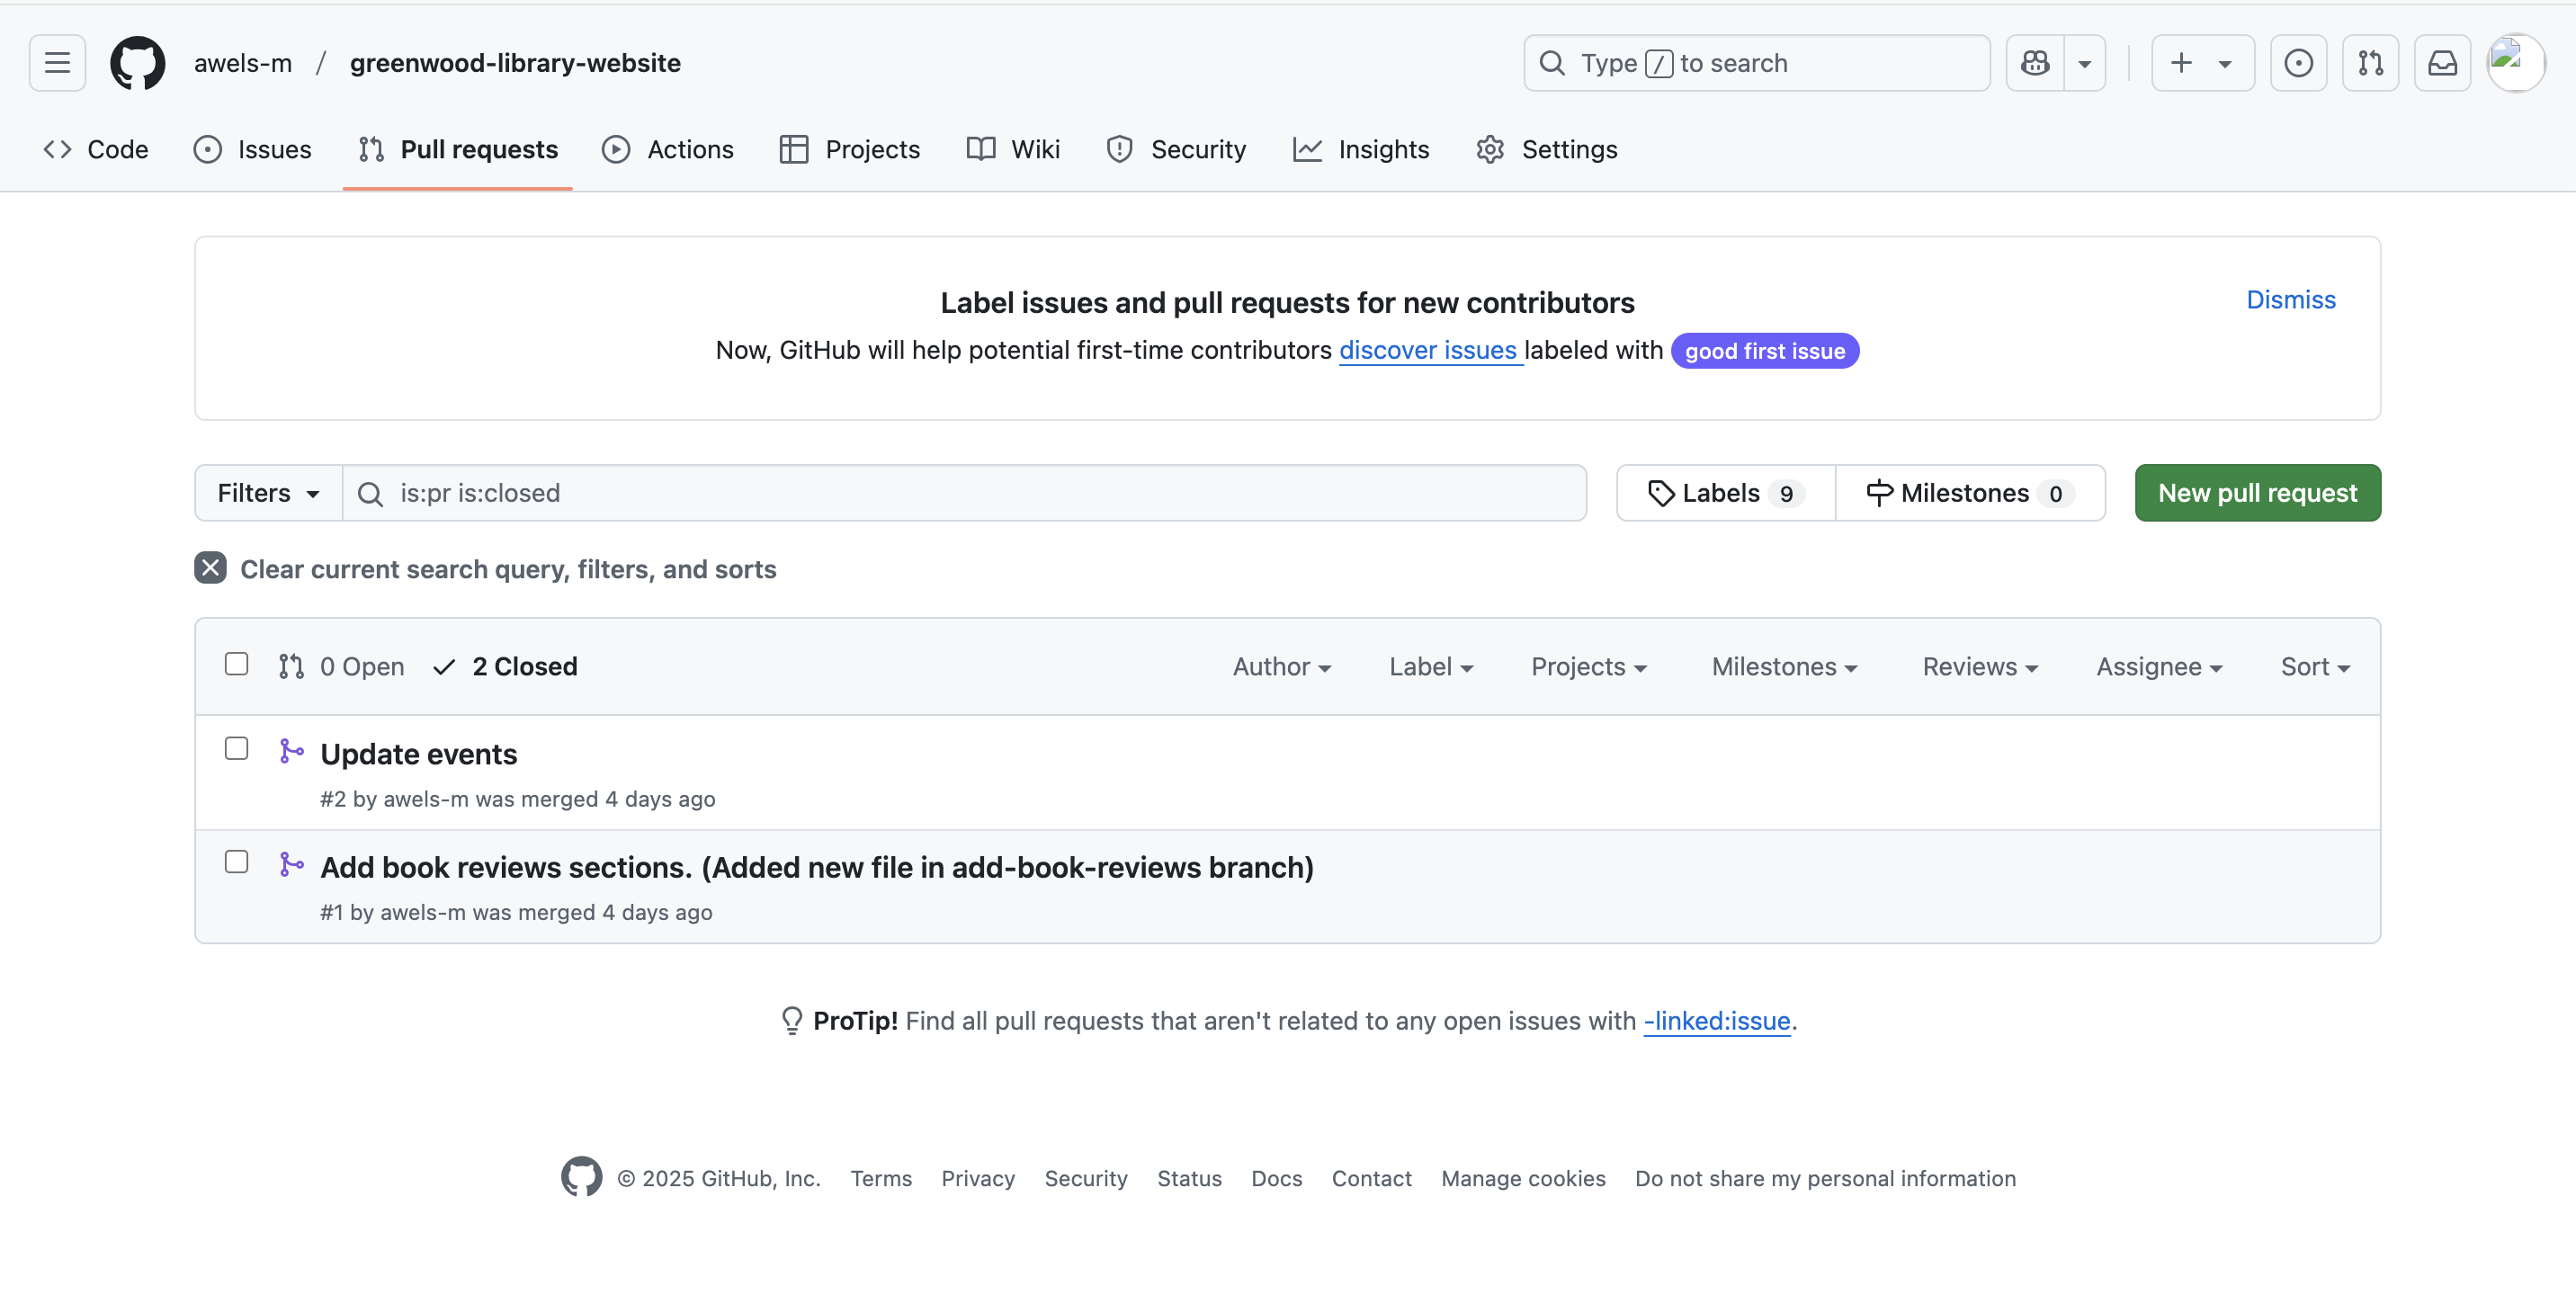 awels-m / greenwood-library-website
Type / to search
Code Issues Pull requests Actions Projects Wiki Security Insights Settings
Label issues and pull requests for new contributors
Dismiss
Now, GitHub will help potential first-time contributors discover issues labeled with good first issue
Filters is:pr is:closed Labels 9 Milestones 0 New pull request
Clear current search query, filters, and sorts
0 Open 2 Closed Author Label Projects Milestones Reviews Assignee Sort
Update events
#2 by awels-m was merged 4 days ago
Add book reviews sections. (Added new file in add-book-reviews branch)
#1 by awels-m was merged 4 days ago
ProTip! Find all pull requests that aren't related to any open issues with -linked:issue.
© 2025 GitHub, Inc. Terms Privacy Security Status Docs Contact Manage cookies Do not share my personal information